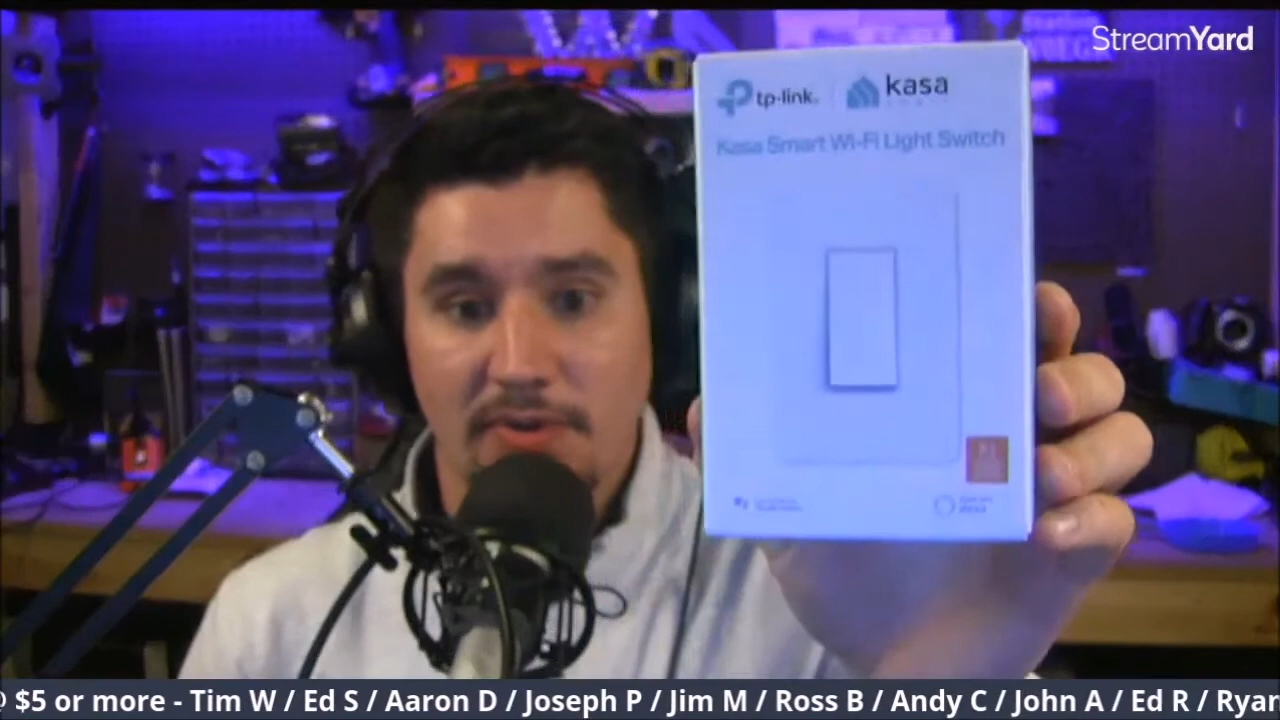 StreamYard
tp-link
kasa
Kasa Smart Wi-Fi Light Switch
$5 or more - Tim W / Ed S / Aaron D / Joseph P / Jim M / Ross B / Andy C / John A / Ed R / Ryan